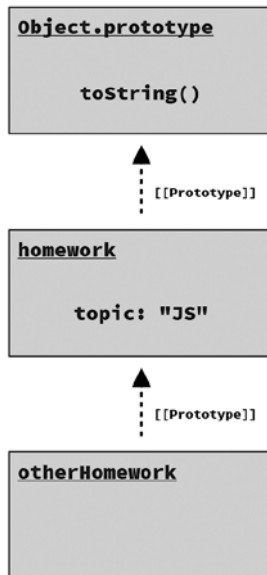 Object.prototype
toString()
[[Prototype]]
homework
topic: "JS"
[[Prototype]]
otherHomework